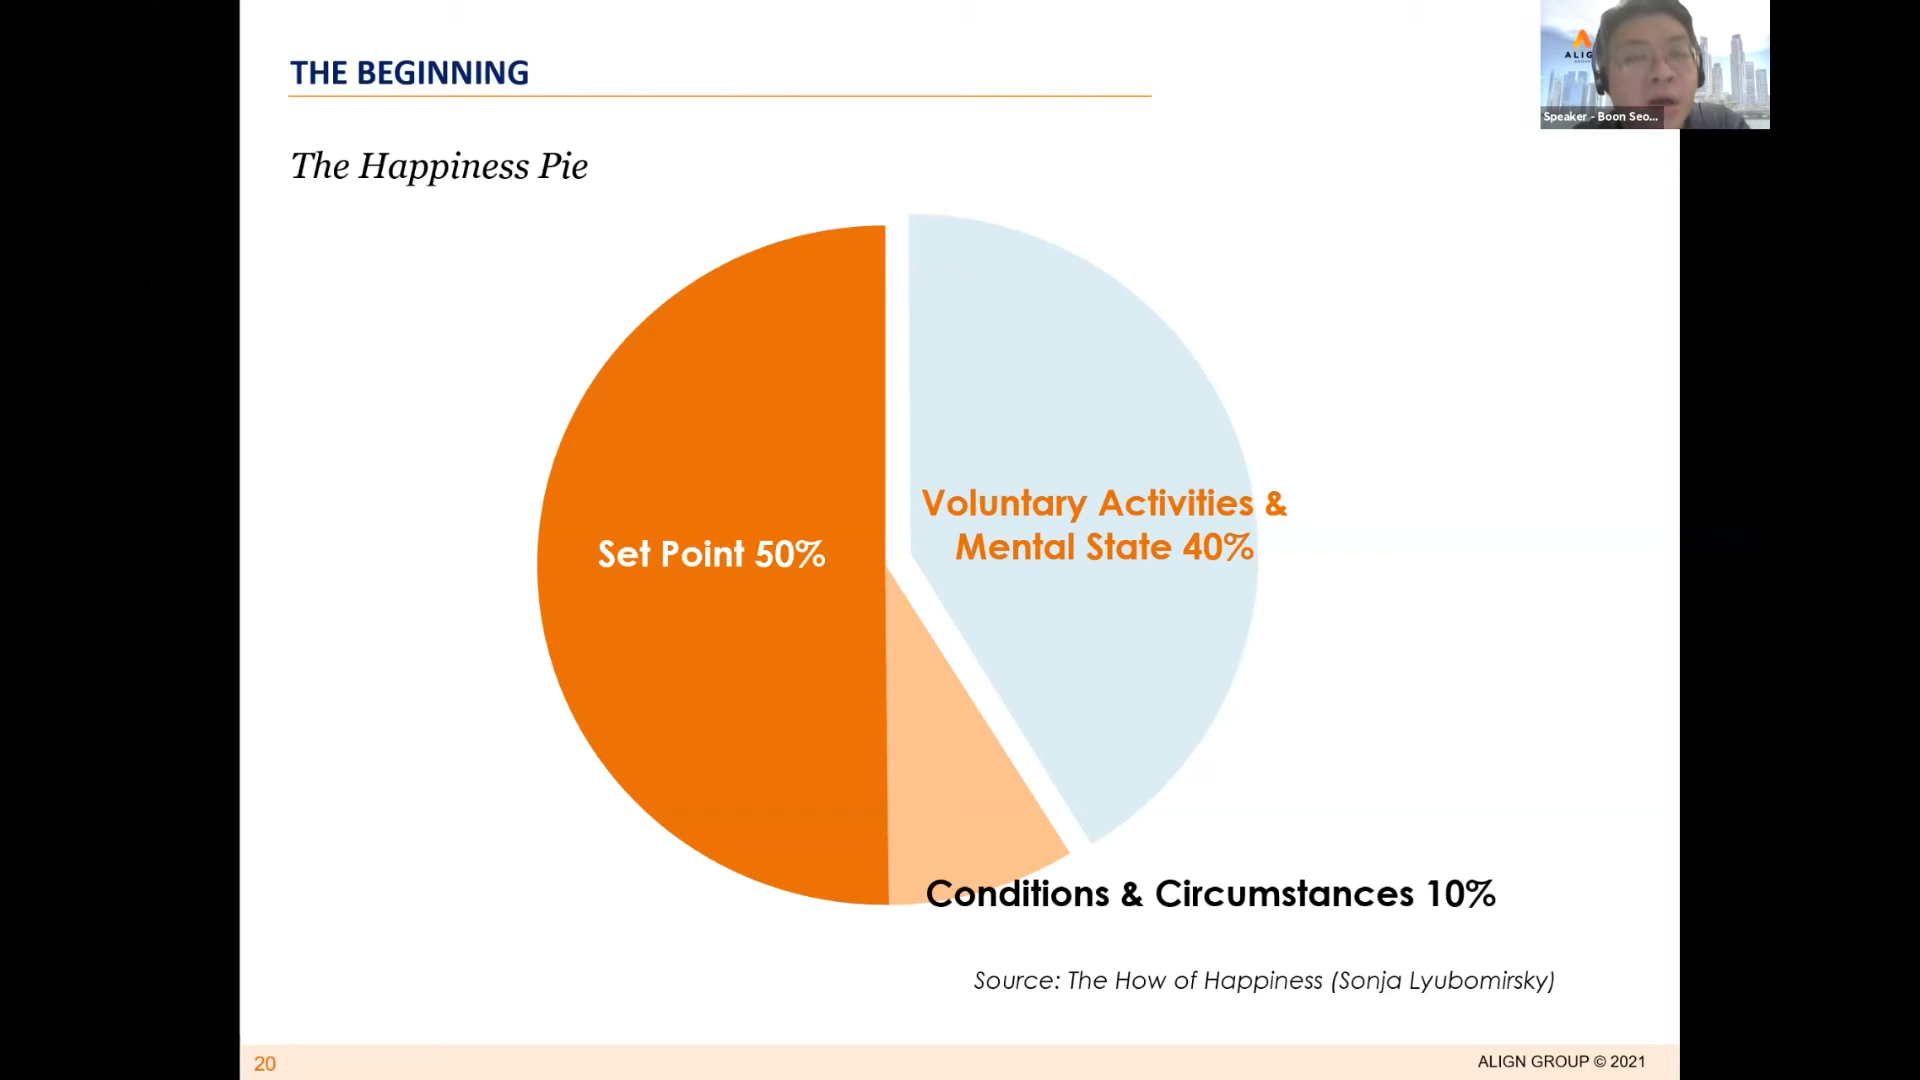 THE BEGINNING
The Happiness Pie
ALIG
Speaker - Boon Seo...
Voluntary Activities &
Mental State 40%
Set Point 50%
Conditions & Circumstances 10%
Source: The How of Happiness (Sonja Lyubomirsky)
20
ALIGN GROUP © 2021